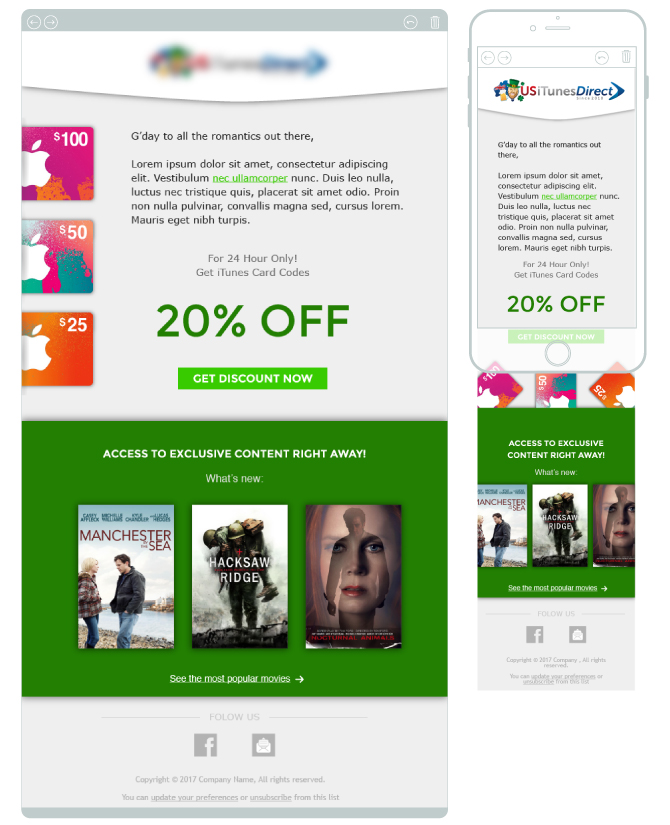 $100
$50
$25
G'day to all the romantics out there,
Lorem ipsum dolor sit amet, consectetur adipiscing
elit. Vestibulum nec ullamcorper nunc. Duis leo nulla,
luctus nec tristique quis, placerat sit amet odio. Proin
non nulla pulvinar, convallis magna sed, cursus lorem.
Mauris eget nibh turpis.
For 24 Hour Only!
Get iTunes Card Codes
20% OFF
GET DISCOUNT NOW
ACCESS TO EXCLUSIVE CONTENT RIGHT AWAY!
What's new:
CASEY AFFLECK MICHELLE WILLIAMS KYLE CHANDLER LUCAS HEDGES
MANCHESTER
BY THE SEA
HACKSAW
RIDGE
NOCTURNAL ANIMALS
See the most popular movies
FOLOW US
Copyright © 2017 Company Name, All rights reserved.
You can update your preferences or unsubscribe from this list
USiTunesDirect
SINCE 2010
G'day to all the romantics out
there,
Lorem ipsum dolor sit amet,
consectetur adipiscing elit.
Vestibulum nec ullamcorper nunc.
Duis leo nulla, luctus nec
tristique quis, placerat sit amet
odio. Proin non nulla pulvinar,
convallis magna sed, cursus
lorem. Mauris eget nibh turpis.
For 24 Hour Only!
Get iTunes Card Codes
20% OFF
GET DISCOUNT NOW
$100
$50
$25
ACCESS TO EXCLUSIVE
CONTENT RIGHT AWAY!
What's new:
HACKSAW
RIDGE
See the most popular movies
FOLOW US
Copyright © 2017 Company , All rights
reserved.
You can update your preferences or
unsubscribe from this list